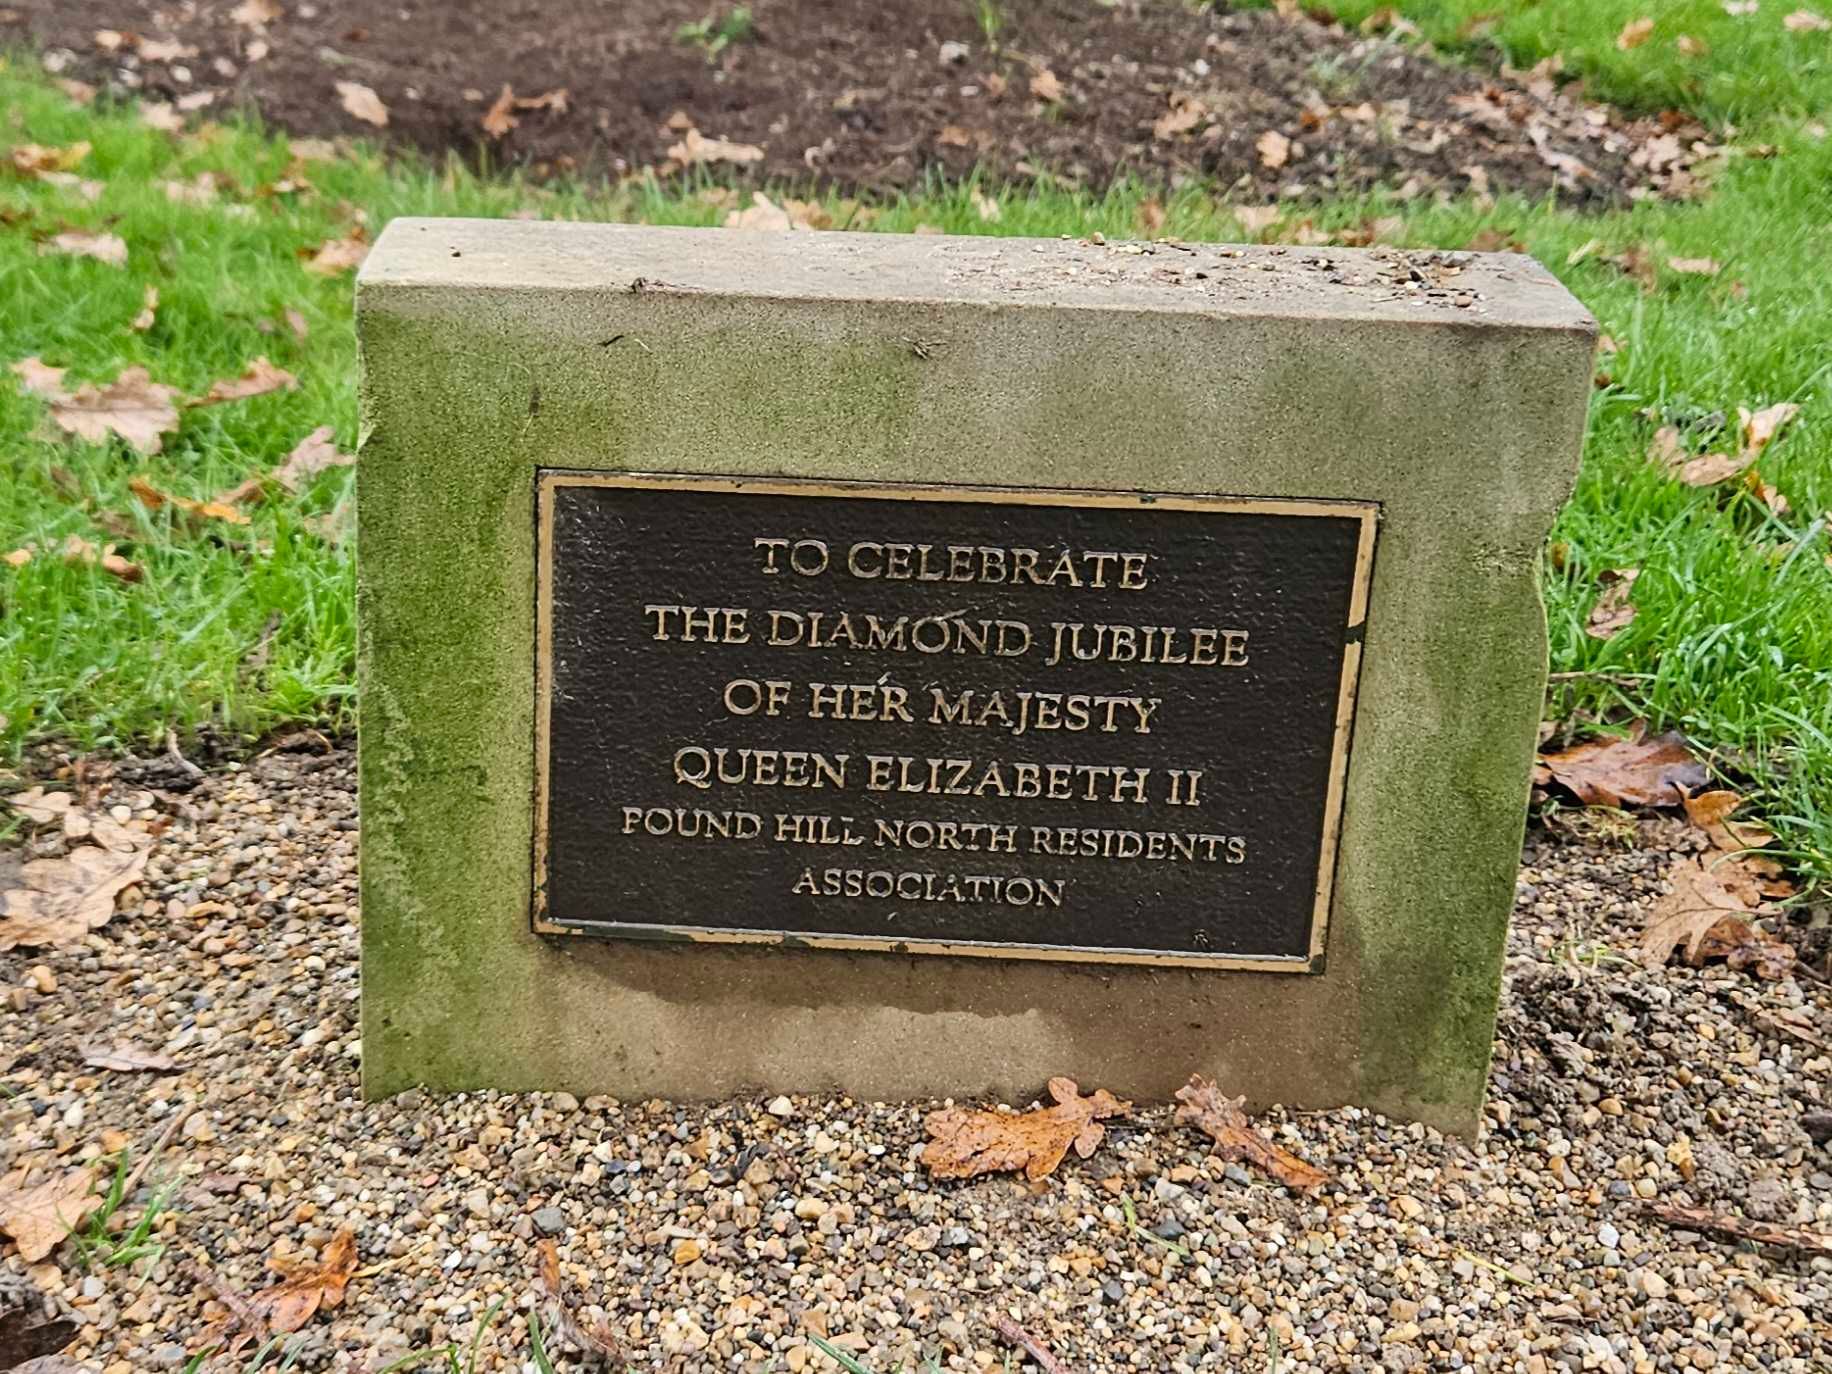 TO CELEBRATE
THE DIAMOND JUBILEE
OF HER MAJESTY
QUEEN ELIZABETH II
POUND HILL NORTH RESIDENTS
ASSOCIATION